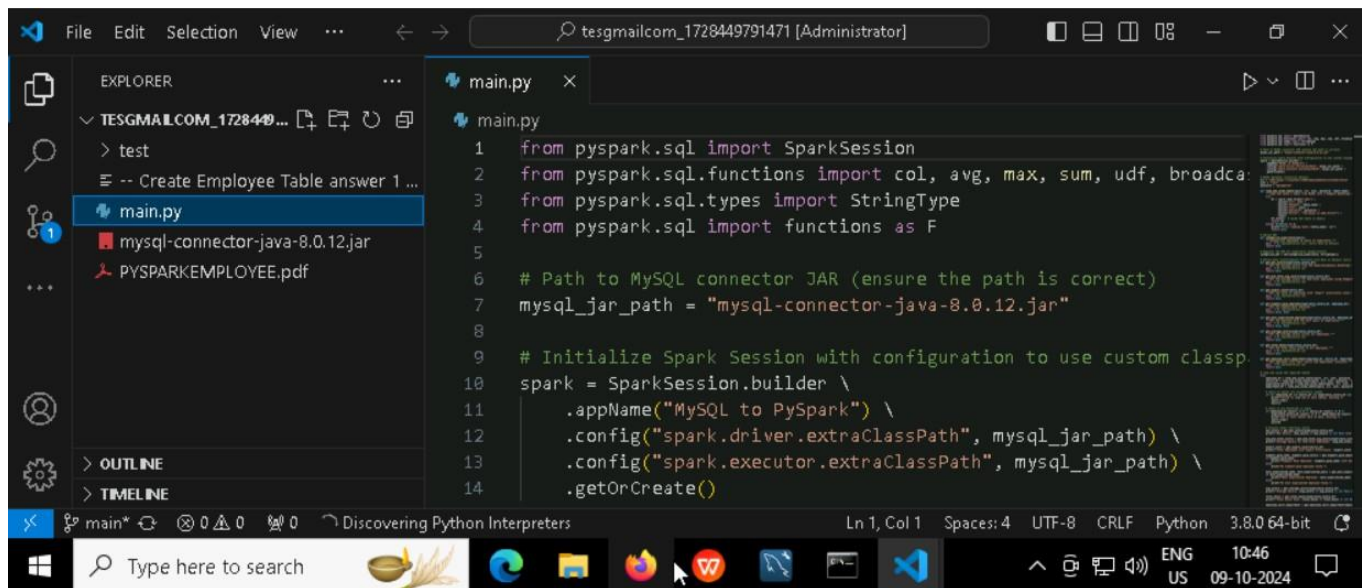 File Edit Selection View ··· tesgmailcom_1728449791471 [Administrator]
EXPLORER ···
TESGMAILCOM_172849...
test
-- Create Employee Table answer 1 ...
main.py
mysql-connector-java-8.0.12.jar
PYSPARKEMPLOYEE.pdf
OUTLINE
TIMELINE
1
main.py
main.py
1 from pyspark.sql import SparkSession
2 from pyspark.sql.functions import col, avg, max, sum, udf, broadca
3 from pyspark.sql.types import StringType
4 from pyspark.sql import functions as F
5
6 # Path to MySQL connector JAR (ensure the path is correct)
7 mysql_jar_path = "mysql-connector-java-8.0.12.jar"
8
9 # Initialize Spark Session with configuration to use custom classp
10 spark = SparkSession.builder \
11 .appName("MySQL to PySpark") \
12 .config("spark.driver.extraClassPath", mysql_jar_path) \
13 .config("spark.executor.extraClassPath", mysql_jar_path) \
14 .getOrCreate()
main* 0 0 0 Discovering Python Interpreters Ln 1, Col 1 Spaces: 4 UTF-8 CRLF Python 3.8.0 64-bit
Type here to search
ENG
US
10:46
09-10-2024